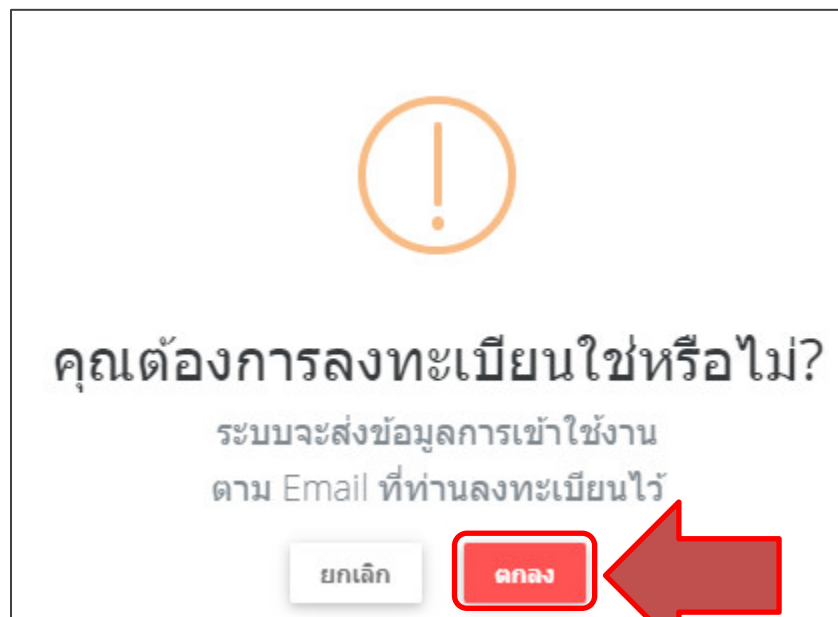 คุณต้องการลงทะเบียนใช่หรือไม่?
ระบบจะส่งข้อมูลการเข้าใช้งาน
ตาม Email ที่ท่านลงทะเบียนไว้
ยกเลิก ตกลง